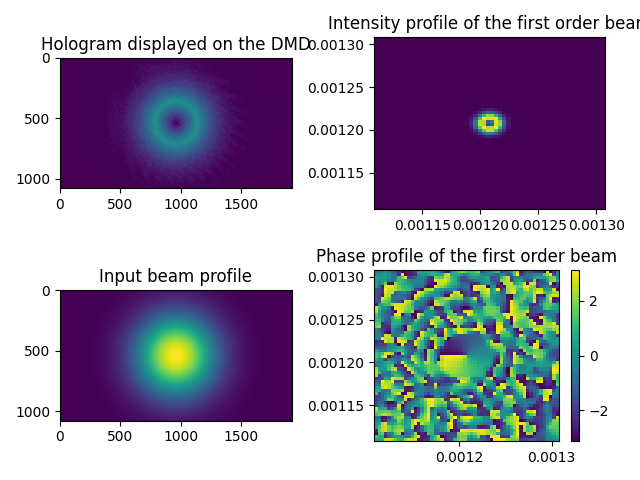 Hologram displayed on the DMD
0
500
1000
0 500 1000 1500
Intensity profile of the first order bear
0.00130
0.00125
0.00120
0.00115
0.00115 0.00120 0.00125 0.00130
Input beam profile
0
500
1000
0 500 1000 1500
Phase profile of the first order beam
0.00130
0.00125
0.00120
0.00115
0.0012 0.0013
2
0
−2